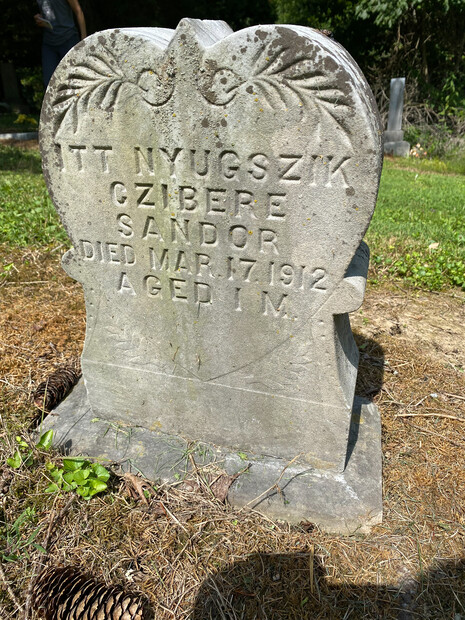 ITT NYUGSZIK
CZIBERE
SANDOR
DIED MAR. 17. 1912
AGED 1 M.